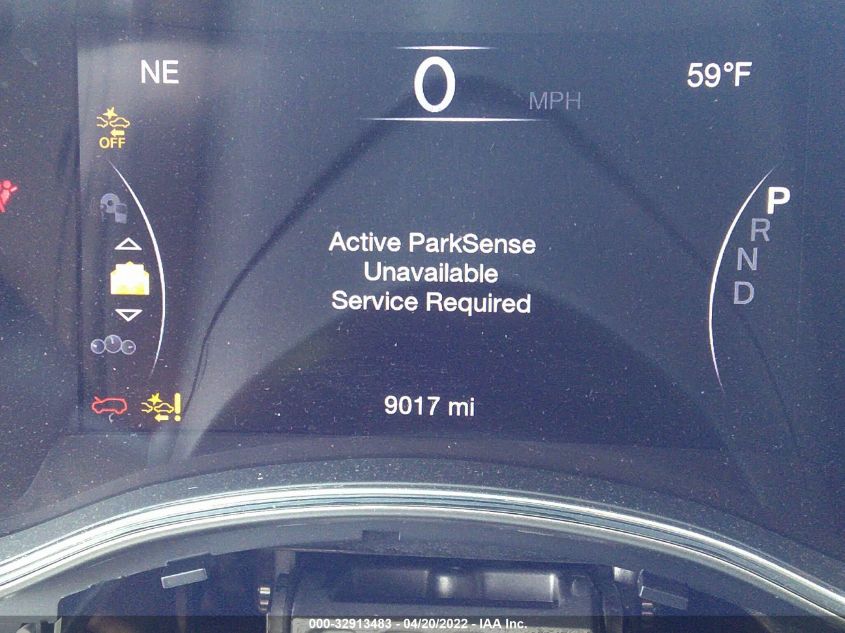 NE
0
MPH
59°F
OFF
P
R
N
D
Active ParkSense
Unavailable
Service Required
9017 mi
000-32913483 - 04/20/2022 - IAA Inc.